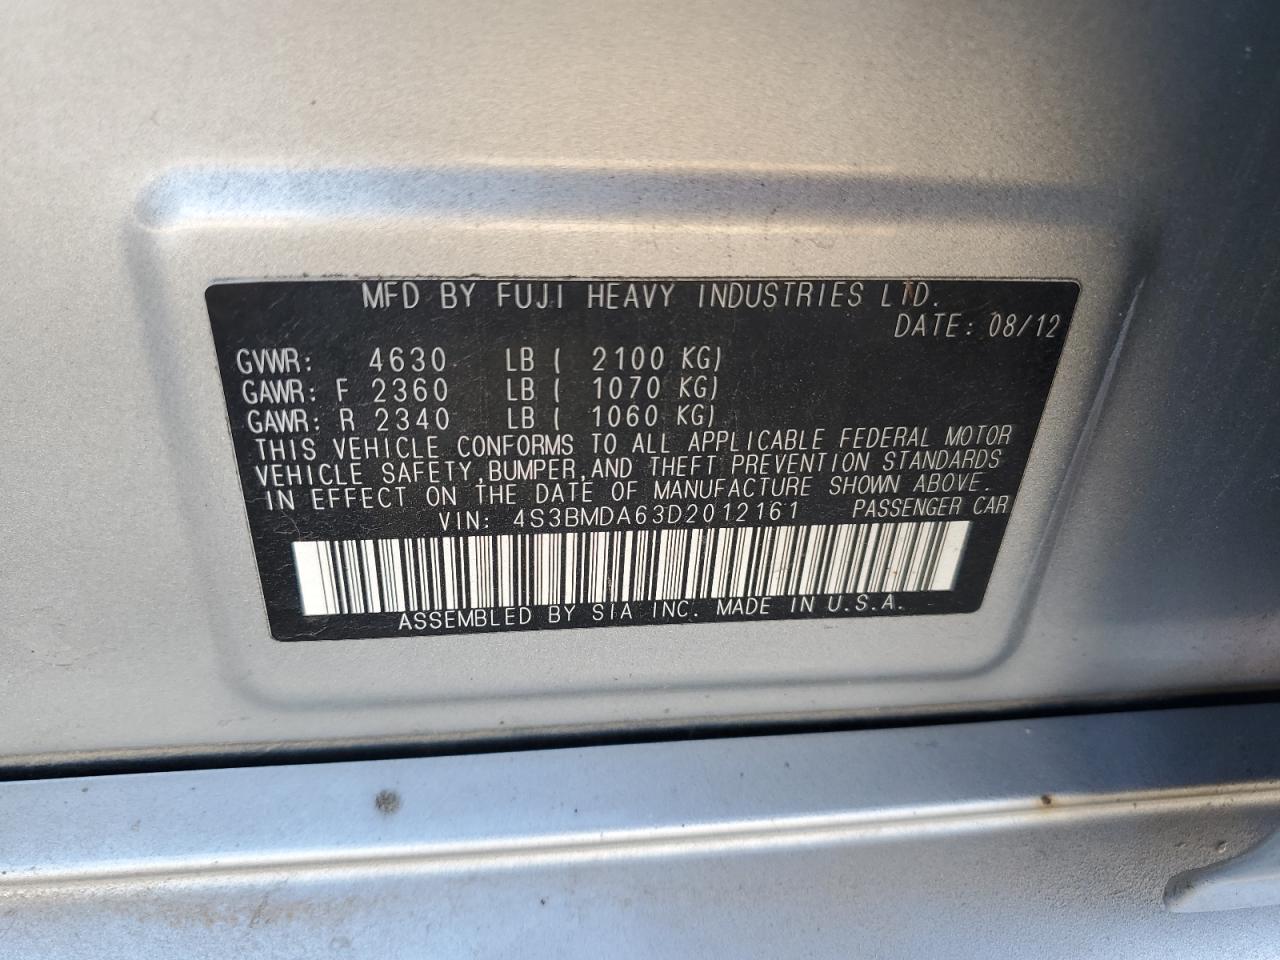 MFD BY FUJI HEAVY INDUSTRIES LTD.
DATE: 08/12
GVWR: 4630 LB ( 2100 KG)
GAWR: F 2360 LB ( 1070 KG)
GAWR: R 2340 LB ( 1060 KG)
THIS VEHICLE CONFORMS TO ALL APPLICABLE FEDERAL MOTOR
VEHICLE SAFETY,BUMPER,AND THEFT PREVENTION STANDARDS
IN EFFECT ON THE DATE OF MANUFACTURE SHOWN ABOVE.
VIN: 4S3BMDA63D2012161 PASSENGER CAR
ASSEMBLED BY SIA INC. MADE IN U.S.A.